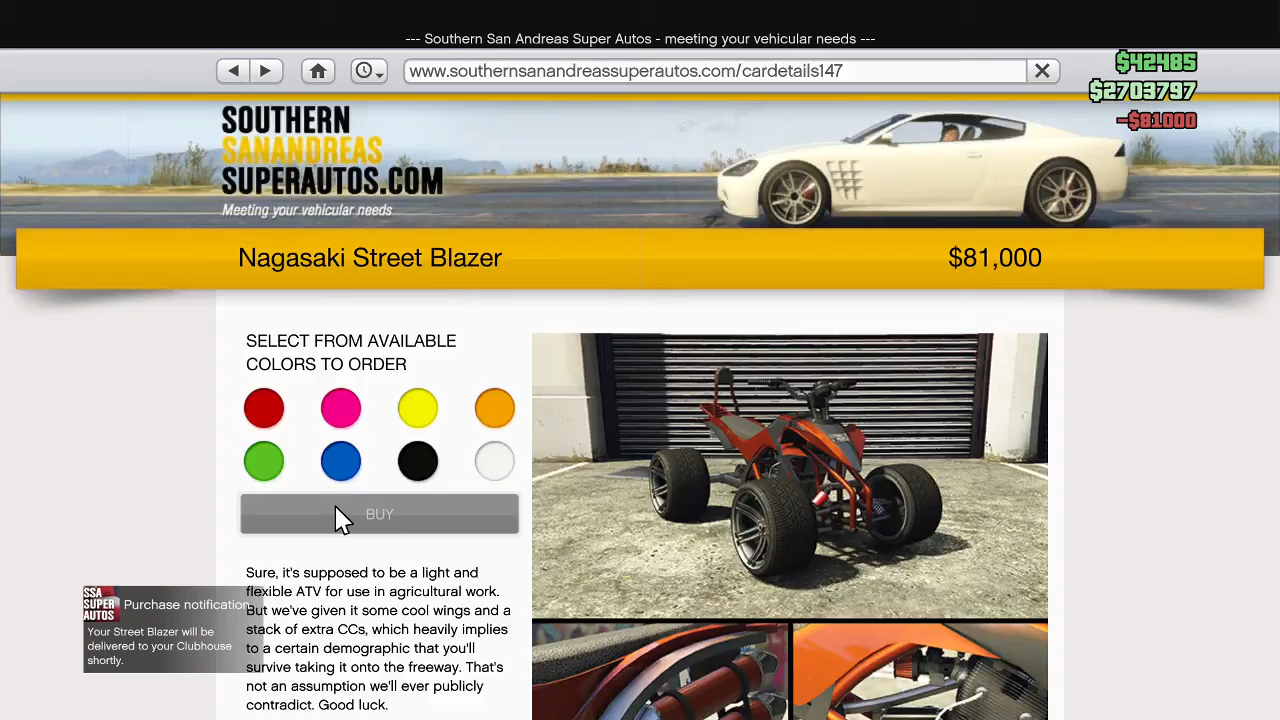 --- Southern San Andreas Super Autos - meeting your vehicular needs ---
www.southernsanandreassuperautos.com/cardetails147
$42485
$2703797
-$81000
SOUTHERN
SANANDREAS
SUPERAUTOS.COM
Meeting your vehicular needs
Nagasaki Street Blazer
$81,000
SELECT FROM AVAILABLE
COLORS TO ORDER
BUY
Sure, it's supposed to be a light and
flexible ATV for use in agricultural work.
But we've given it some cool wings and a
stack of extra CCs, which heavily implies
to a certain demographic that you'll
survive taking it onto the freeway. That's
not an assumption we'll ever publicly
contradict. Good luck.
SSA
SUPER
AUTOS
Purchase notification
Your Street Blazer will be
delivered to your Clubhouse
shortly.